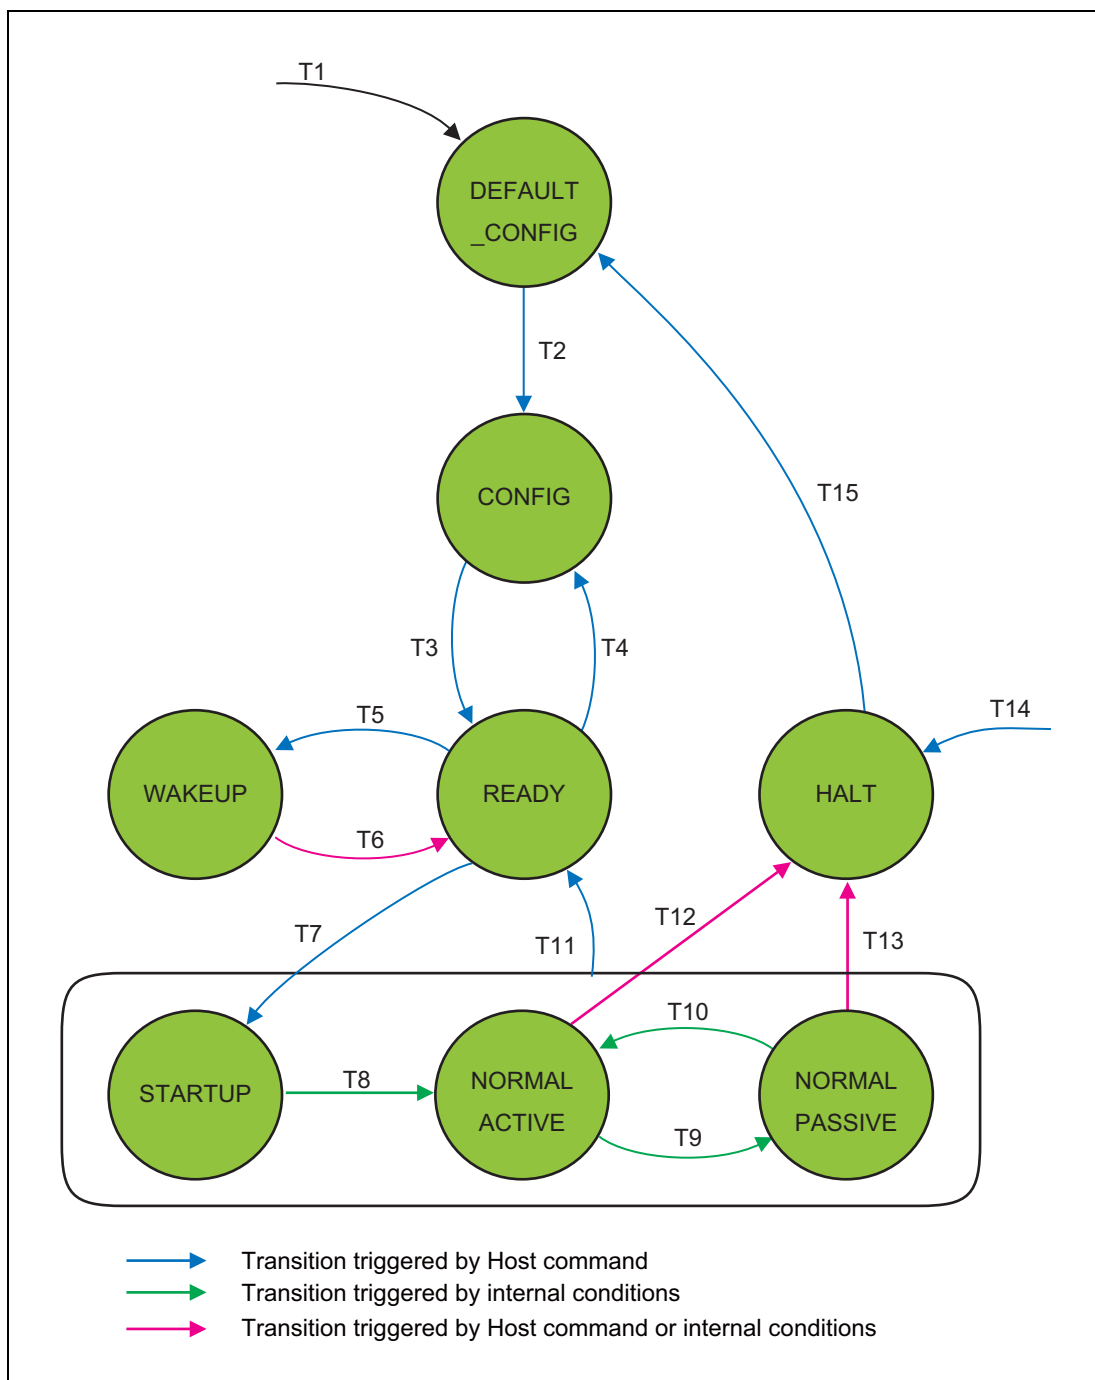 T1
DEFAULT
_CONFIG
T2
CONFIG
T15
T3
T4
T5
T14
WAKEUP
READY
HALT
T6
T12
T7
T11
T13
T10
STARTUP
T8
NORMAL
ACTIVE
NORMAL
PASSIVE
T9
Transition triggered by Host command
Transition triggered by internal conditions
Transition triggered by Host command or internal conditions